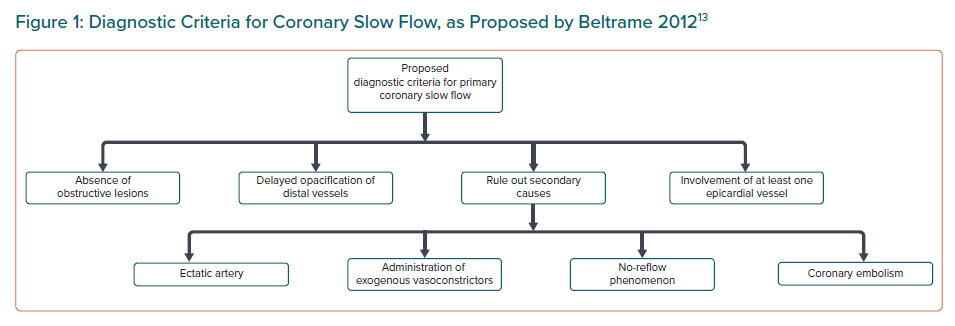 Figure 1: Diagnostic Criteria for Coronary Slow Flow, as Proposed by Beltrame 2012¹³
Proposed
diagnostic criteria for primary
coronary slow flow
Absence of
obstructive lesions
Delayed opacification of
distal vessels
Rule out secondary
causes
Involvement of at least one
epicardial vessel
Ectatic artery
Administration of
exogenous vasoconstrictors
No-reflow
phenomenon
Coronary embolism